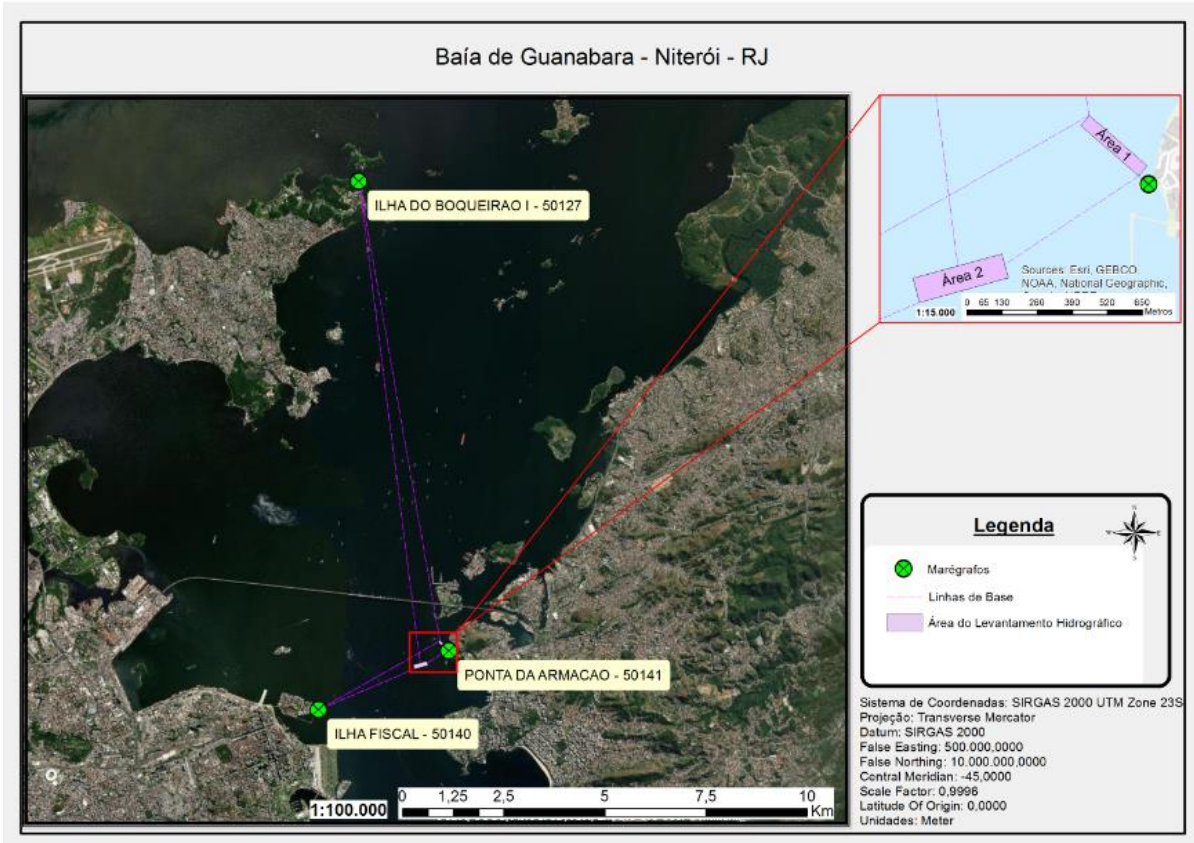 Baía de Guanabara - Niterói - RJ
ILHA DO BOQUEIRAO I - 50127
Área 1
Área 2
Sources: Esri, GEBCO
NOAA, National Geographic,
0 65 130 260 390 520 650
1:15.000
Metros
Legenda
N
Marégrafos
Linhas de Base
Área do Levantamento Hidrográfico
PONTA DA ARMACAO - 50141
ILHA FISCAL - 50140
0 1,25 2,5 5 7,5 10
1:100.000
Km
Sistema de Coordenadas: SIRGAS 2000 UTM Zone 23S
Projeção: Transverse Mercator
Datum: SIRGAS 2000
False Easting: 500.000,0000
False Northing: 10.000.000,0000
Central Meridian: -45,0000
Scale Factor: 0,9996
Latitude Of Origin: 0,0000
Unidades: Meter